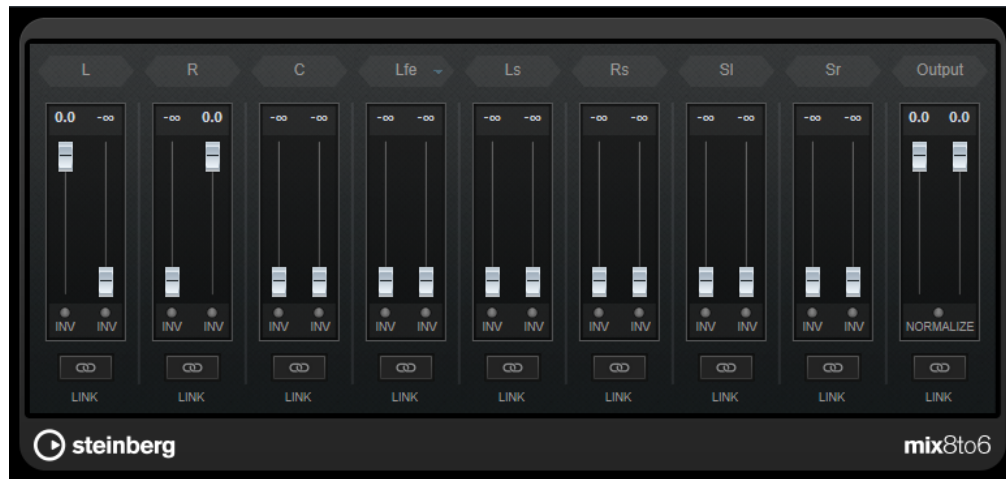 L R C Lfe Ls Rs Sl Sr Output
0.0 -∞ -∞ 0.0 -∞ -∞ -∞ -∞ -∞ -∞ -∞ -∞ -∞ -∞ -∞ -∞ 0.0 0.0
INV INV INV INV INV INV INV INV INV INV INV INV INV INV INV INV NORMALIZE
LINK LINK LINK LINK LINK LINK LINK LINK LINK
steinberg mix8to6